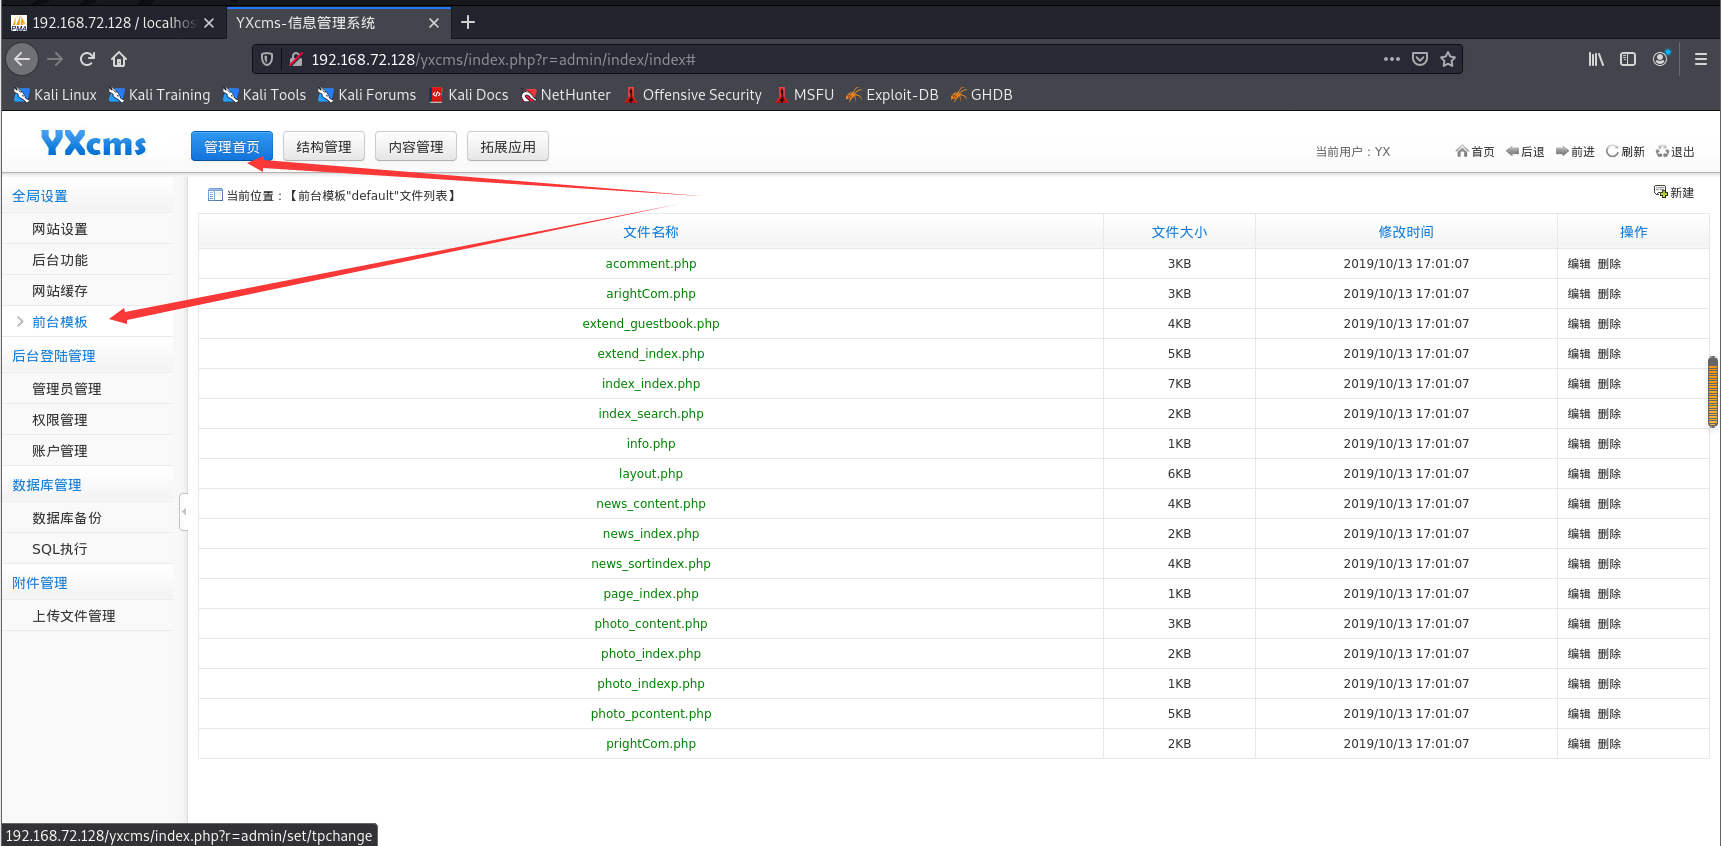 192.168.72.128 / localhos
YXcms-信息管理系统
192.168.72.128/yxcms/index.php?r=admin/index/index#
Kali Linux Kali Training Kali Tools Kali Forums Kali Docs NetHunter Offensive Security MSFU Exploit-DB GHDB
YXcms
管理首页 结构管理 内容管理 拓展应用
当前用户：YX 首页 后退 前进 刷新 退出
全局设置
网站设置
后台功能
网站缓存
前台模板
后台登陆管理
管理员管理
权限管理
账户管理
数据库管理
数据库备份
SQL执行
附件管理
上传文件管理
当前位置：【前台模板"default"文件列表】 新建
文件名称 文件大小 修改时间 操作
acomment.php 3KB 2019/10/13 17:01:07 编辑 删除
arightCom.php 3KB 2019/10/13 17:01:07 编辑 删除
extend_guestbook.php 4KB 2019/10/13 17:01:07 编辑 删除
extend_index.php 5KB 2019/10/13 17:01:07 编辑 删除
index_index.php 7KB 2019/10/13 17:01:07 编辑 删除
index_search.php 2KB 2019/10/13 17:01:07 编辑 删除
info.php 1KB 2019/10/13 17:01:07 编辑 删除
layout.php 6KB 2019/10/13 17:01:07 编辑 删除
news_content.php 4KB 2019/10/13 17:01:07 编辑 删除
news_index.php 2KB 2019/10/13 17:01:07 编辑 删除
news_sortindex.php 4KB 2019/10/13 17:01:07 编辑 删除
page_index.php 1KB 2019/10/13 17:01:07 编辑 删除
photo_content.php 3KB 2019/10/13 17:01:07 编辑 删除
photo_index.php 2KB 2019/10/13 17:01:07 编辑 删除
photo_indexp.php 1KB 2019/10/13 17:01:07 编辑 删除
photo_pcontent.php 5KB 2019/10/13 17:01:07 编辑 删除
prightCom.php 2KB 2019/10/13 17:01:07 编辑 删除
192.168.72.128/yxcms/index.php?r=admin/set/tpchange